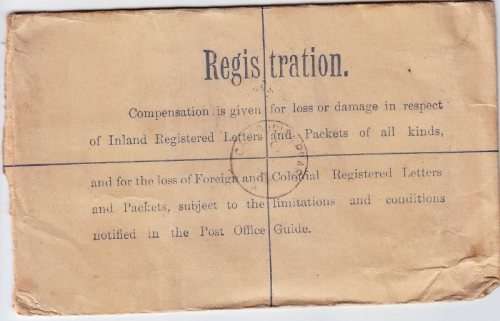 Registration.
Compensation is given for loss or damage in respect
of Inland Registered Letters and Packets of all kinds,
and for the loss of Foreign and Colonial Registered Letters
and Packets, subject to the limitations and conditions
notified in the Post Office Guide.